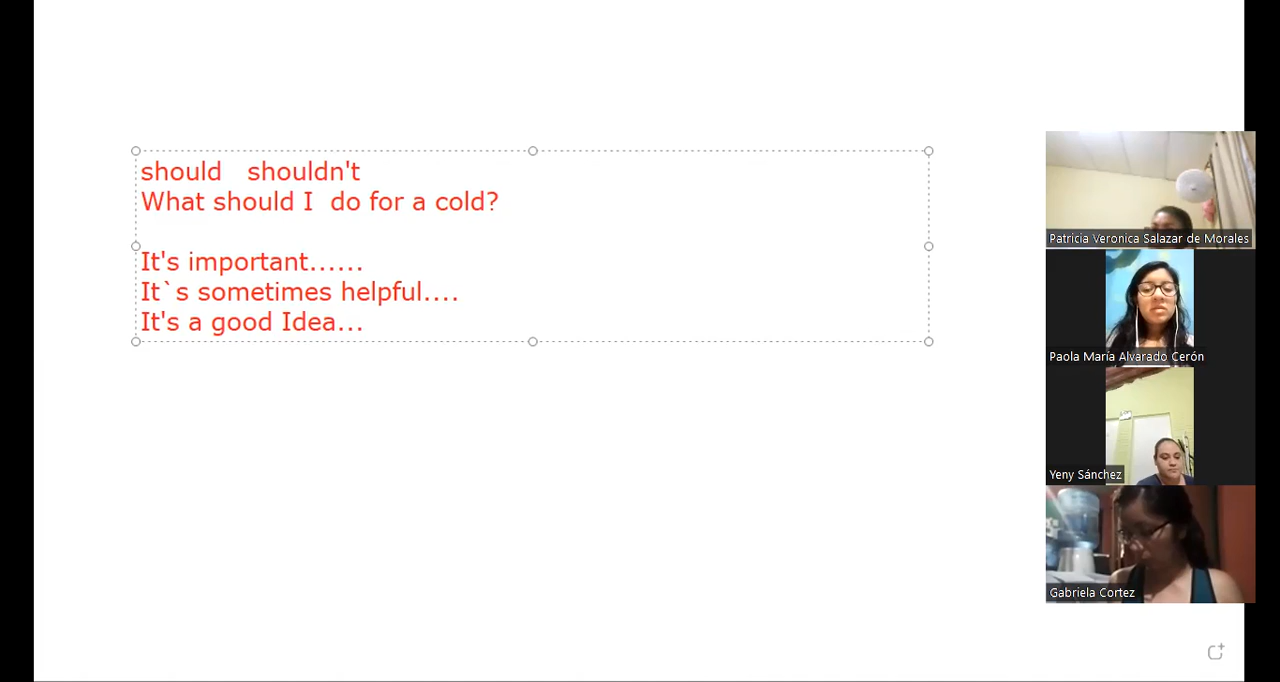 should   shouldn't
What should I  do for a cold?
It's important......
It`s sometimes helpful....
It's a good Idea...
Patricia Veronica Salazar de Morales
Paola María Alvarado Cerón
Yeny Sánchez
Gabriela Cortez